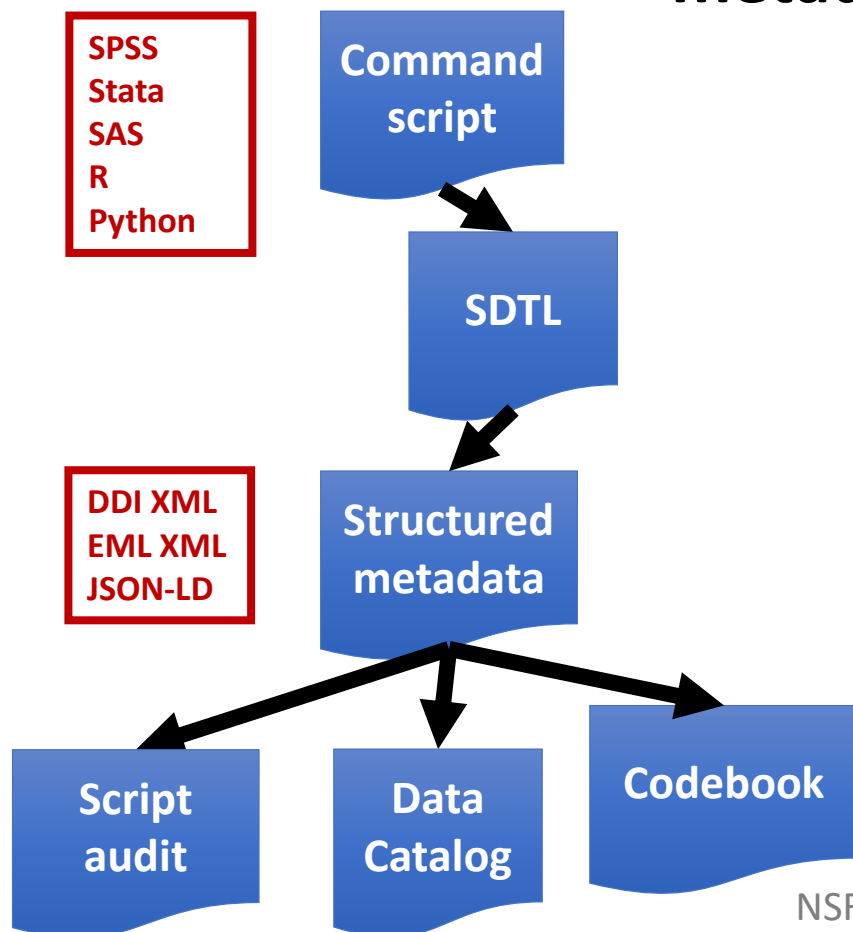 SPSS
Stata
SAS
R
Python
Command
script
SDTL
DDI XML
EML XML
JSON-LD
Structured
metadata
Script
audit
Data
Catalog
Codebook
NSF